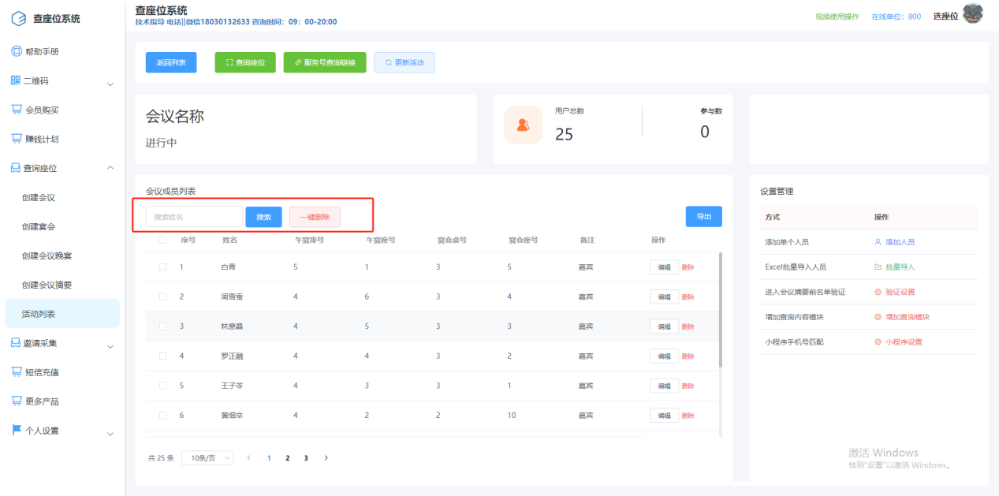 查座位系统
帮助手册
二维码
会员购买
赚钱计划
查询座位
创建会议
创建宴会
创建会议晚宴
创建会议摘要
活动列表
邀请采集
短信充值
更多产品
个人设置
查座位系统
技术指导 电话||微信18030132633 咨询时间：09：00-20:00
视频使用操作 在线单位：800 选座位
返回列表 查询座位 服务号查询链接 更新活动
会议名称
进行中
用户总数 参与数
25 0
会议成员列表
搜索姓名 搜索 一键删除 导出
序号 姓名 午宴排号 午宴座号 宴会桌号 宴会座号 备注 操作
1 白青 5 1 3 5 嘉宾 编辑 删除
2 周雪萤 4 6 3 4 嘉宾 编辑 删除
3 林意晶 4 5 3 3 嘉宾 编辑 删除
4 罗正融 4 4 3 2 嘉宾 编辑 删除
5 王子苓 4 3 3 1 嘉宾 编辑 删除
6 黄细辛 4 2 2 10 嘉宾 编辑 删除
共 25 条 10条/页 1 2 3
设置管理
方式 操作
添加单个人员 添加人员
Excel批量导入人员 批量导入
进入会议摘要前名单验证 验证设置
增加查询内容模块 增加查询模块
小程序手机号匹配 小程序设置
激活 Windows
转到"设置"以激活 Windows。